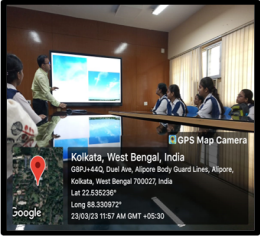 GPS Map Camera
Kolkata, West Bengal, India
GBPJ+44Q, Duel Ave, Alipore Body Guard Lines, Alipore,
Kolkata, West Bengal 700027, India
Lat 22.535236°
Long 88.330972°
23/03/23 11:57 AM GMT +05:30
Google